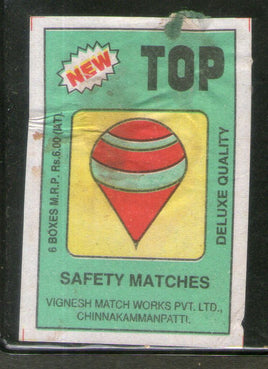 NEW
TOP
6 BOXES M.R.P. Rs.6.00 (IAT)
DELUXE QUALITY
SAFETY MATCHES
VIGNESH MATCH WORKS PVT. LTD.,
CHINNAKAMMANPATTI.